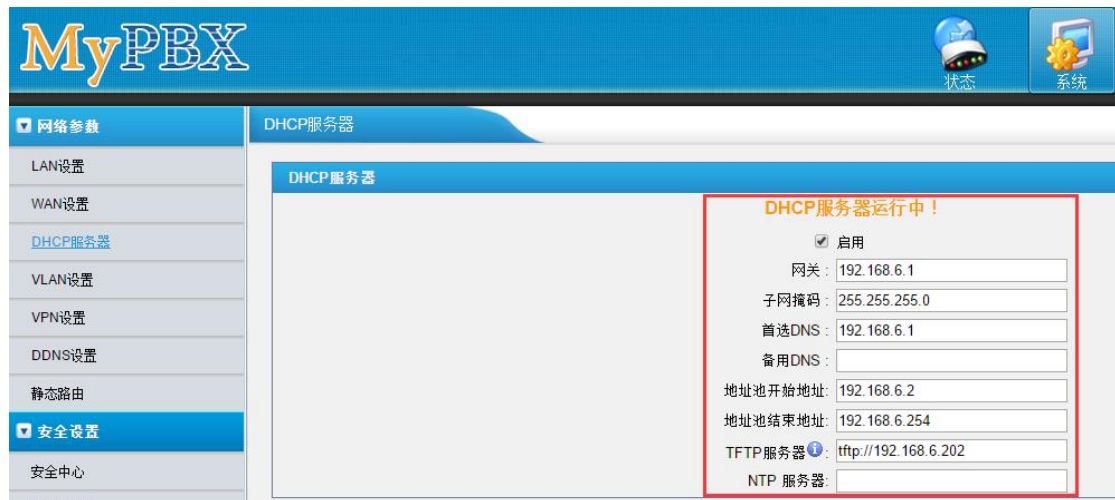 MyPBX
状态
系统
网络参数
DHCP服务器
LAN设置
WAN设置
DHCP服务器
VLAN设置
VPN设置
DDNS设置
静态路由
安全设置
安全中心
DHCP服务器
DHCP服务器运行中!
启用
网关: 192.168.6.1
子网掩码: 255.255.255.0
首选DNS: 192.168.6.1
备用DNS:
地址池开始地址: 192.168.6.2
地址池结束地址: 192.168.6.254
TFTP服务器: tftp://192.168.6.202
NTP 服务器: